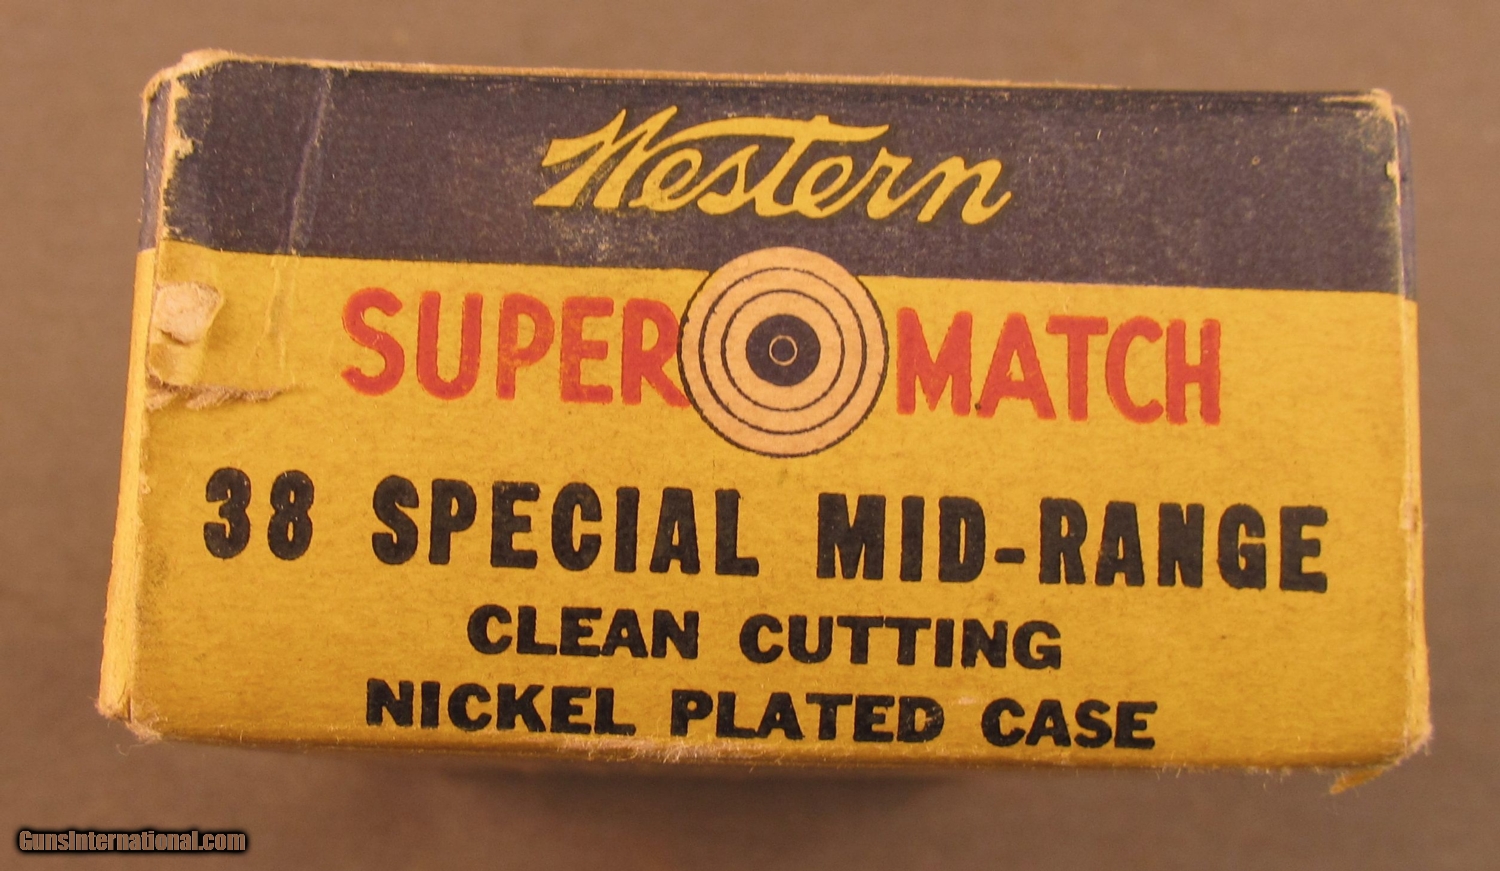 Western
SUPER MATCH
38 SPECIAL MID-RANGE
CLEAN CUTTING
NICKEL PLATED CASE
GunsInternational.com